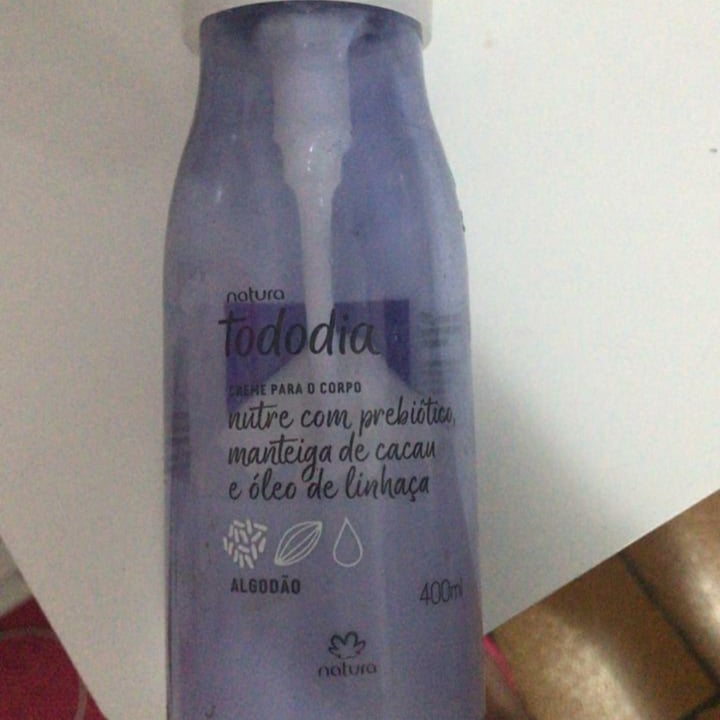 natura
tododia
CREME PARA O CORPO
nutre com prebiótico,
manteiga de cacau
e óleo de linhaça
ALGODÃO
400ml
natura